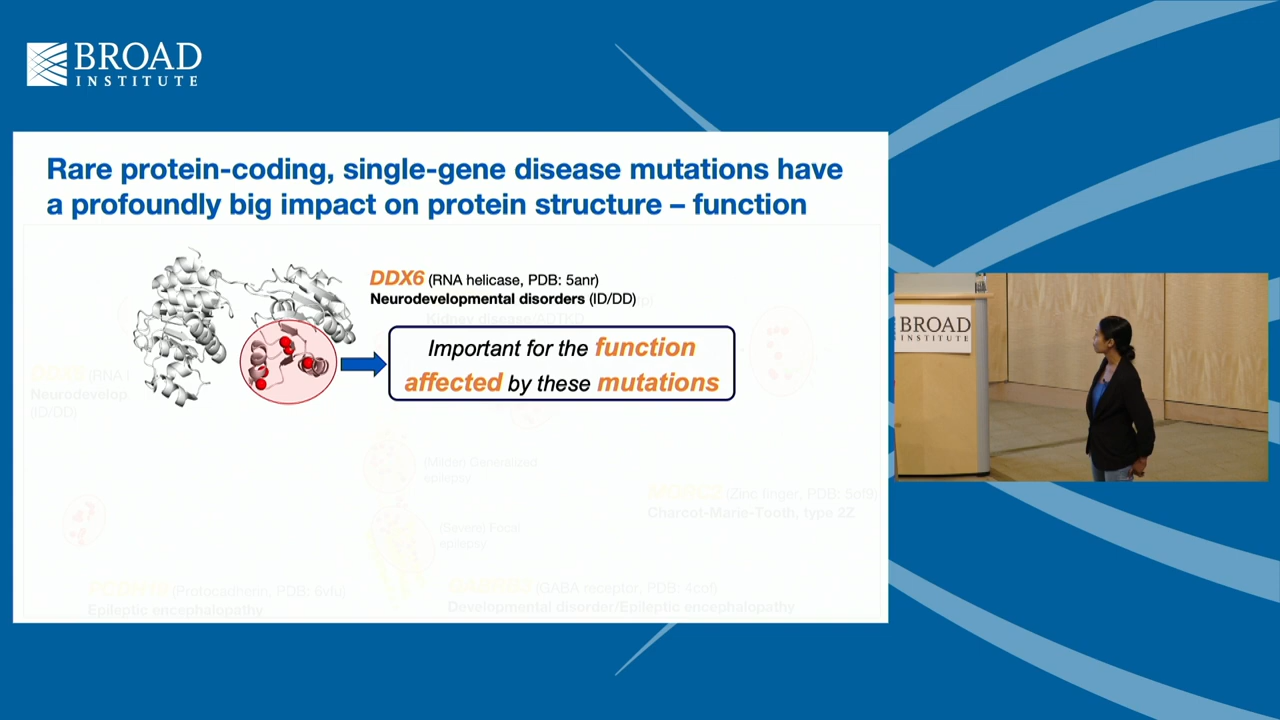 BROAD
INSTITUTE
Rare protein-coding, single-gene disease mutations have
a profoundly big impact on protein structure – function
DDX6 (RNA helicase, PDB: 5anr)
Neurodevelopmental disorders (ID/DD)
Kidney disease/ADTKD
Important for the function
affected by these mutations
(RNA
Neurodevelop
(ID/DD)
(Milder) Generalized
epilepsy
(Severe) Focal
epilepsy
MORC2 (Zinc finger, PDB: 5of9)
Charcot-Marie-Tooth, type 2Z
PCDH19 (Protocadherin, PDB: 6vfu)
Epileptic encephalopathy
(GABA receptor, PDB: 4cof)
Developmental disorder/Epileptic encephalopathy
BROAD
INSTITUTE